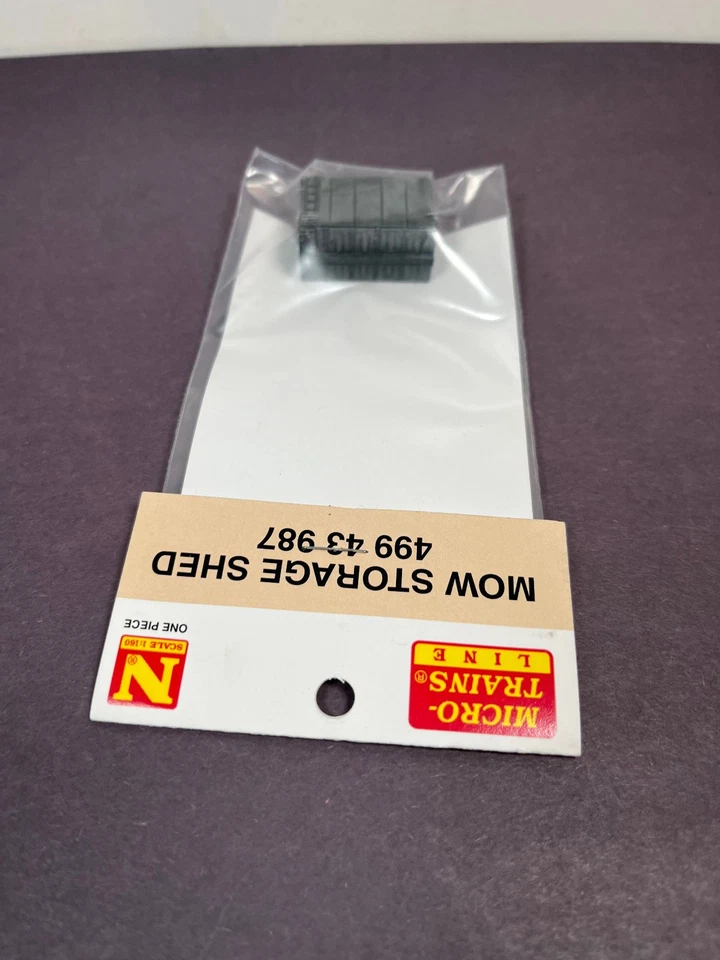 MICRO-
TRAINS®
LINE
N®
SCALE 1:160
ONE PIECE
MOW STORAGE SHED
499 43 987